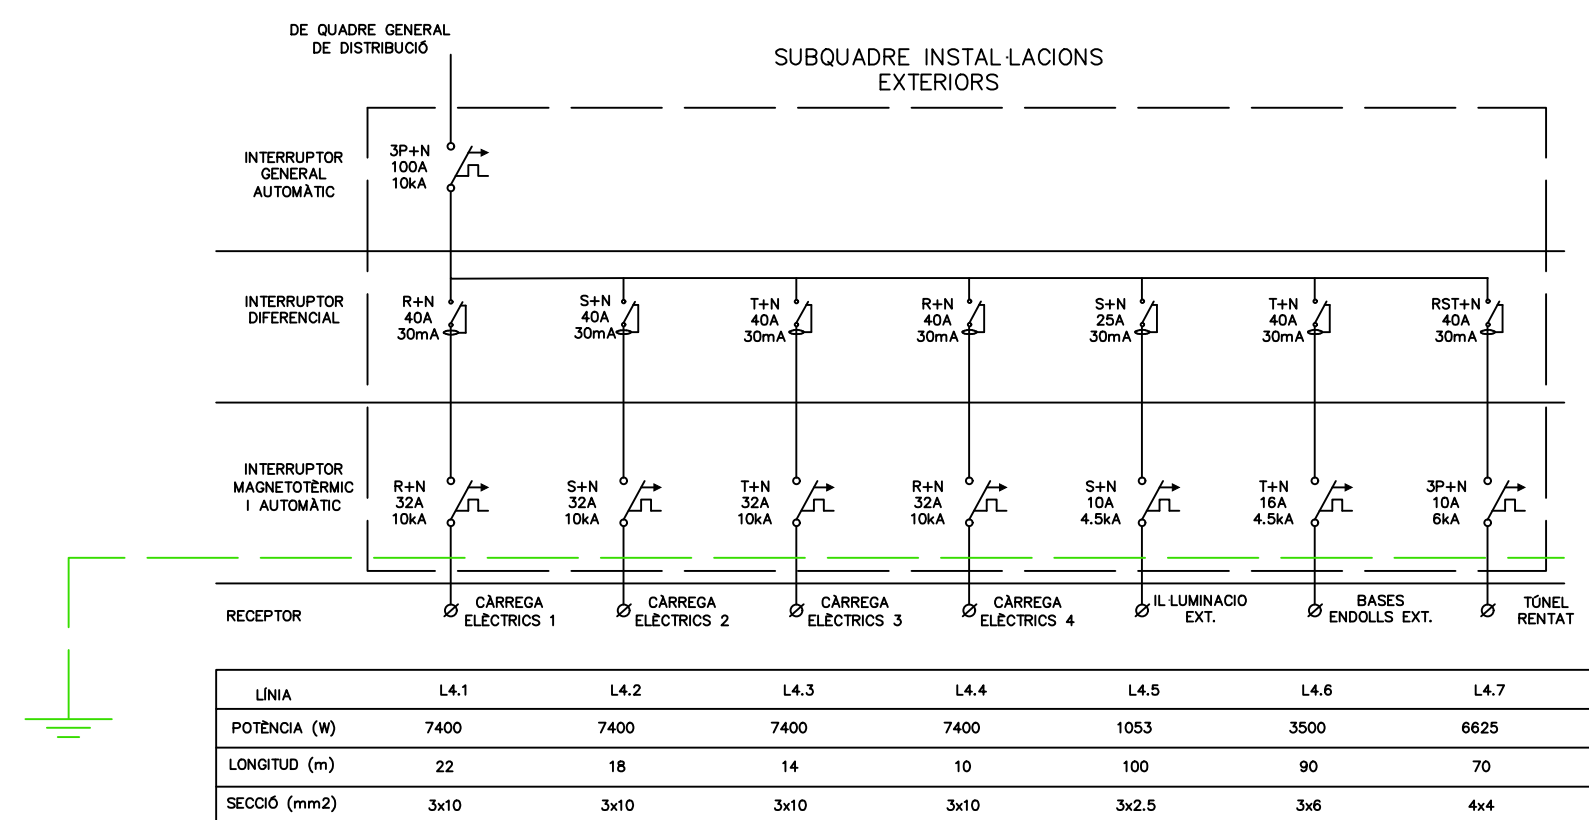 DE QUADRE GENERAL
DE DISTRIBUCIÓ
SUBQUADRE INSTAL·LACIONS
EXTERIORS
INTERRUPTOR
GENERAL
AUTOMÀTIC
3P+N
100A
10kA
INTERRUPTOR
DIFERENCIAL
R+N
40A
30mA
S+N
40A
30mA
T+N
40A
30mA
R+N
40A
30mA
S+N
25A
30mA
T+N
40A
30mA
RST+N
40A
30mA
INTERRUPTOR
MAGNETOTÈRMIC
I AUTOMÀTIC
R+N
32A
10kA
S+N
32A
10kA
T+N
32A
10kA
R+N
32A
10kA
S+N
10A
4.5kA
T+N
16A
4.5kA
3P+N
10A
6kA
RECEPTOR
CÀRREGA
ELÈCTRICS 1
CÀRREGA
ELÈCTRICS 2
CÀRREGA
ELÈCTRICS 3
CÀRREGA
ELÈCTRICS 4
IL·LUMINACIO
EXT.
BASES
ENDOLLS EXT.
TÚNEL
RENTAT
LÍNIA L4.1 L4.2 L4.3 L4.4 L4.5 L4.6 L4.7
POTÈNCIA (W) 7400 7400 7400 7400 1053 3500 6625
LONGITUD (m) 22 18 14 10 100 90 70
SECCIÓ (mm2) 3x10 3x10 3x10 3x10 3x2.5 3x6 4x4